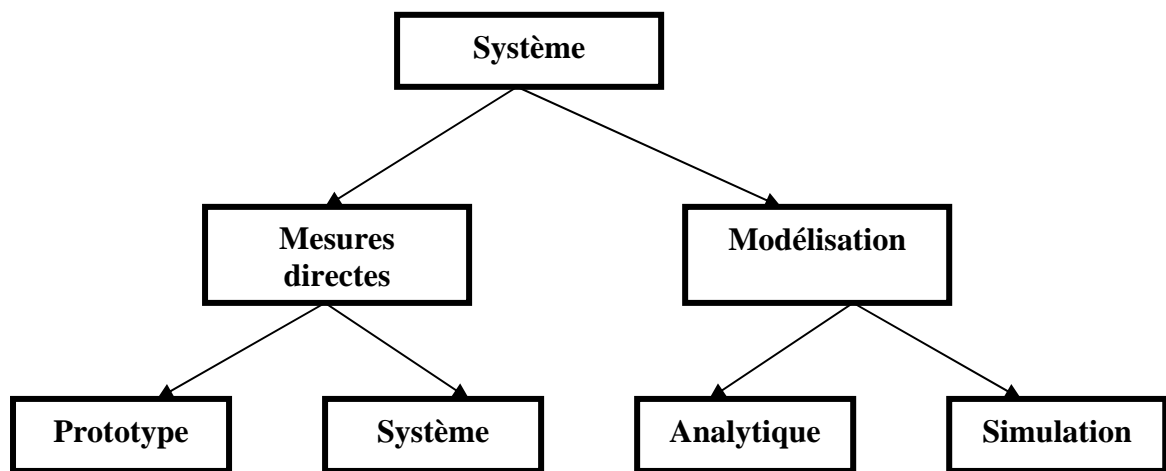 Système
Mesures
directes
Modélisation
Prototype
Système
Analytique
Simulation